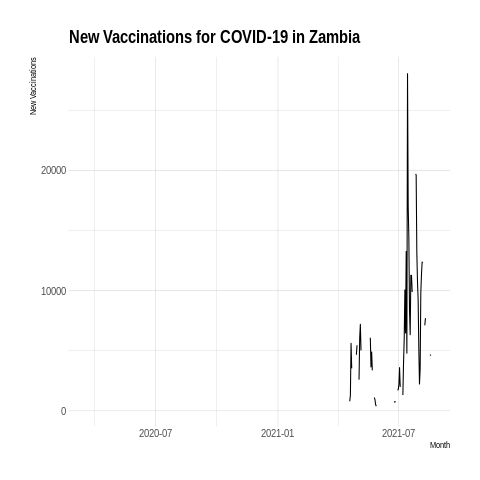 New Vaccinations for COVID-19 in Zambia
New Vaccinations
20000
10000
0
2020-07
2021-01
2021-07
Month